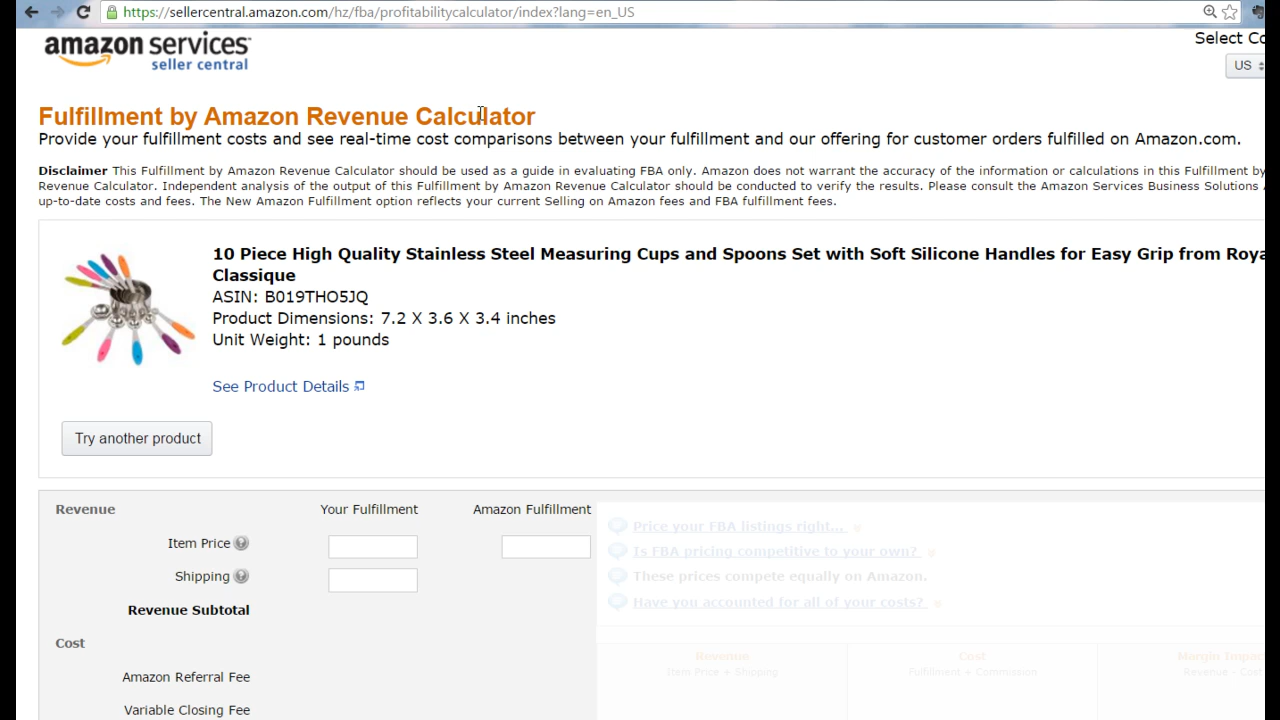 https://sellercentral.amazon.com/hz/fba/profitabilitycalculator/index?lang=en_US
amazon services
seller central
Select Co
US
Fulfillment by Amazon Revenue Calculator
Provide your fulfillment costs and see real-time cost comparisons between your fulfillment and our offering for customer orders fulfilled on Amazon.com.
Disclaimer This Fulfillment by Amazon Revenue Calculator should be used as a guide in evaluating FBA only. Amazon does not warrant the accuracy of the information or calculations in this Fulfillment by
Revenue Calculator. Independent analysis of the output of this Fulfillment by Amazon Revenue Calculator should be conducted to verify the results. Please consult the Amazon Services Business Solutions
up-to-date costs and fees. The New Amazon Fulfillment option reflects your current Selling on Amazon fees and FBA fulfillment fees.
10 Piece High Quality Stainless Steel Measuring Cups and Spoons Set with Soft Silicone Handles for Easy Grip from Roya
Classique
ASIN: B019THO5JQ
Product Dimensions: 7.2 X 3.6 X 3.4 inches
Unit Weight: 1 pounds
See Product Details
Try another product
Revenue Your Fulfillment Amazon Fulfillment
Price your FBA listings right...
Item Price
Is FBA pricing competitive to your own?
Shipping
These prices compete equally on Amazon.
Have you accounted for all of your costs?
Revenue Subtotal
Cost
Revenue Cost Margin Impac
Item Price + Shipping Fulfillment + Commission Revenue - Cost
Amazon Referral Fee
Variable Closing Fee